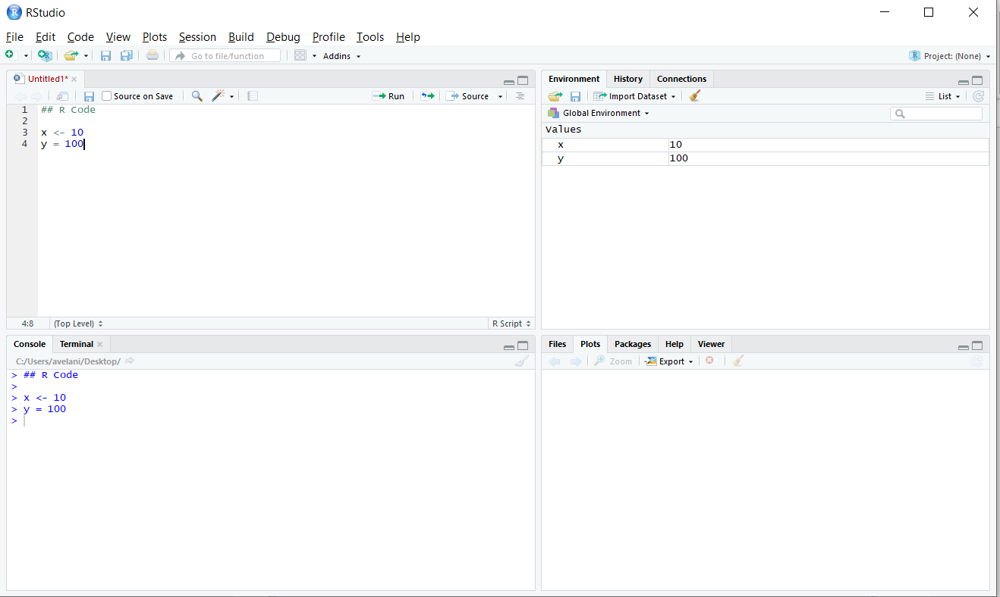 RStudio
File Edit Code View Plots Session Build Debug Profile Tools Help
Go to file/function Addins Project: (None)
Untitled1*
Source on Save Run Source
1 ## R Code
2
3 x <- 10
4 y = 100
4:8 (Top Level) R Script
Console Terminal
C:/Users/avelani/Desktop/
> ## R Code
>
> x <- 10
> y = 100
>
Environment History Connections
Import Dataset List
Global Environment
Values
x 10
y 100
Files Plots Packages Help Viewer
Zoom Export